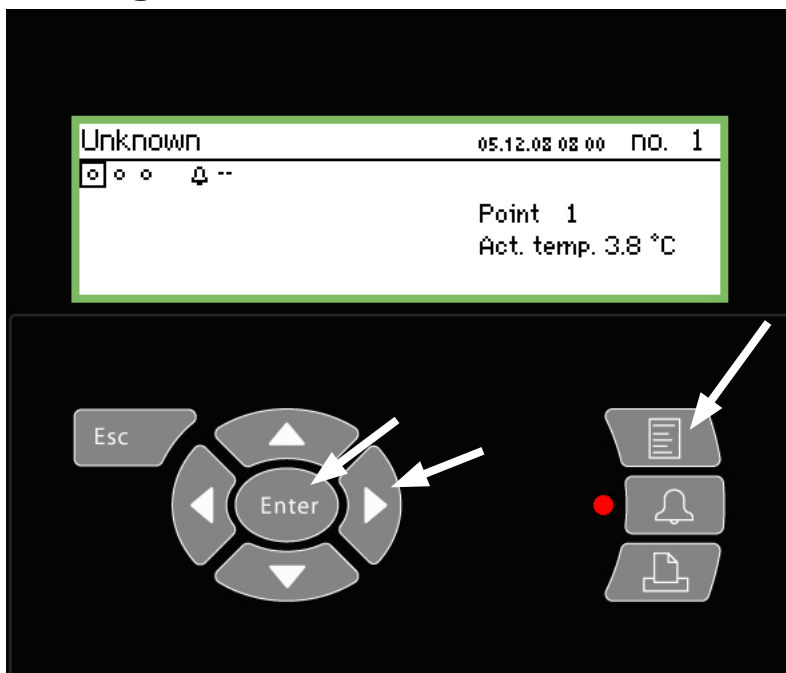 Unknown 05.12.08 08 00 no. 1
--
Point 1
Act. temp. 3.8 °C
Esc
Enter